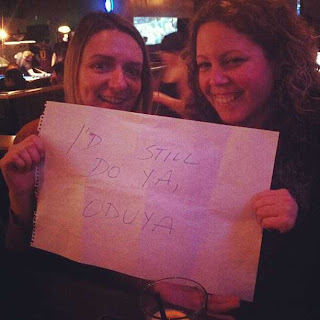 I'D STILL
DO YA,
ODUYA